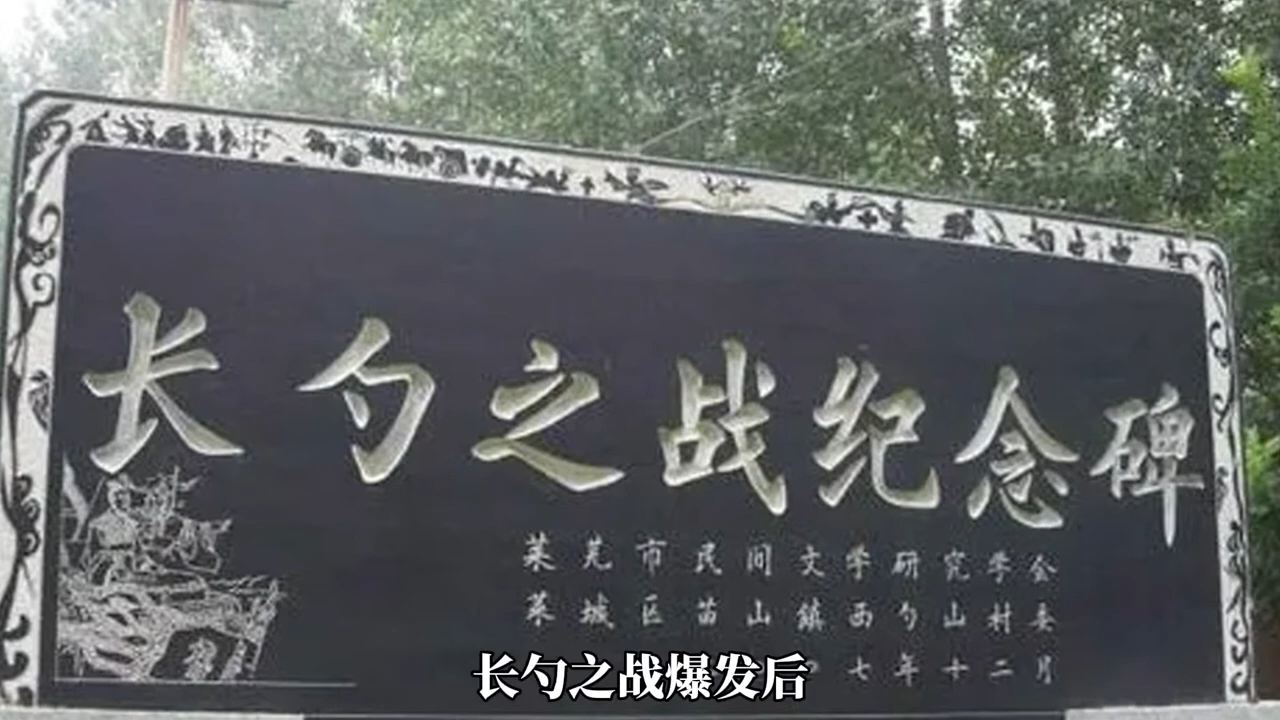 长勺之战纪念碑
莱芜市民间文学研究学会
莱城区苗山镇西勺山村委
七年十二月
长勺之战爆发后